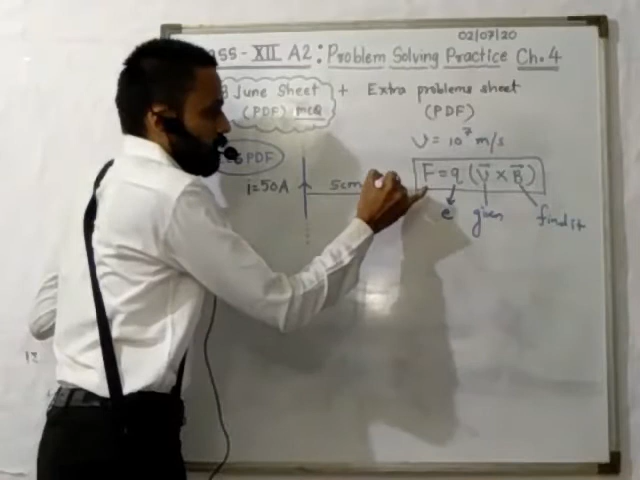 02/07/20
XII A2: Problem Solving Practice Ch. 4
June Sheet + Extra problems sheet
(PDF) MCQ (PDF)
v = 10⁷ m/s
PDF
i=50A 5cm F = q (v⃗ × B⃗)
e given find it